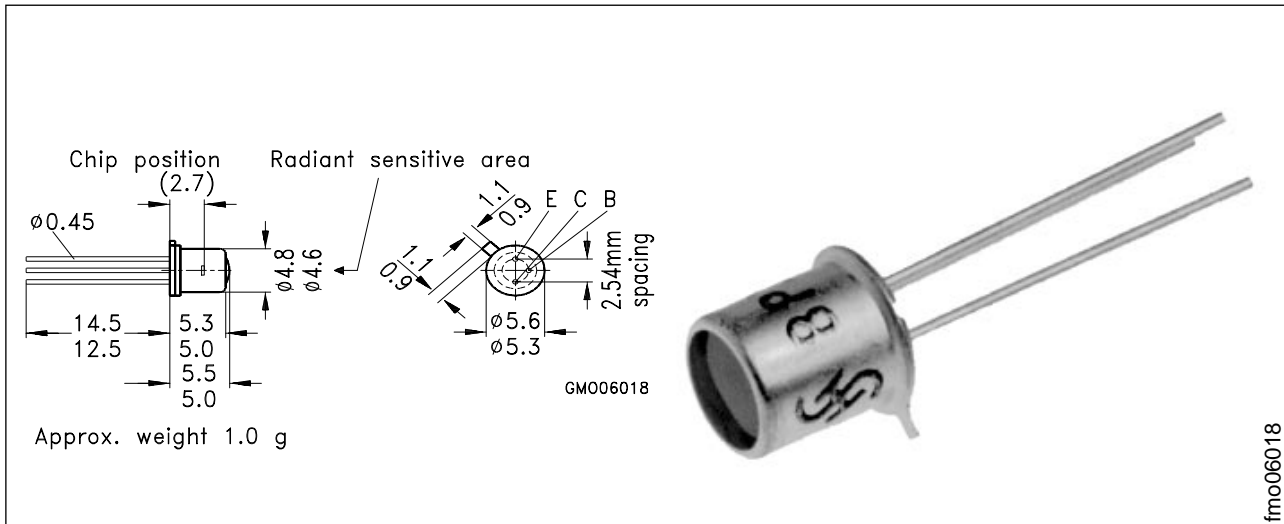 Chip position
(2.7)
Radiant sensitive area
ø0.45
ø4.8
ø4.6
14.5
12.5
5.3
5.0
5.5
5.0
Approx. weight 1.0 g
1.1
0.9
1.1
0.9
E C B
2.54mm
spacing
ø5.6
ø5.3
GMO06018
BP
fmo06018